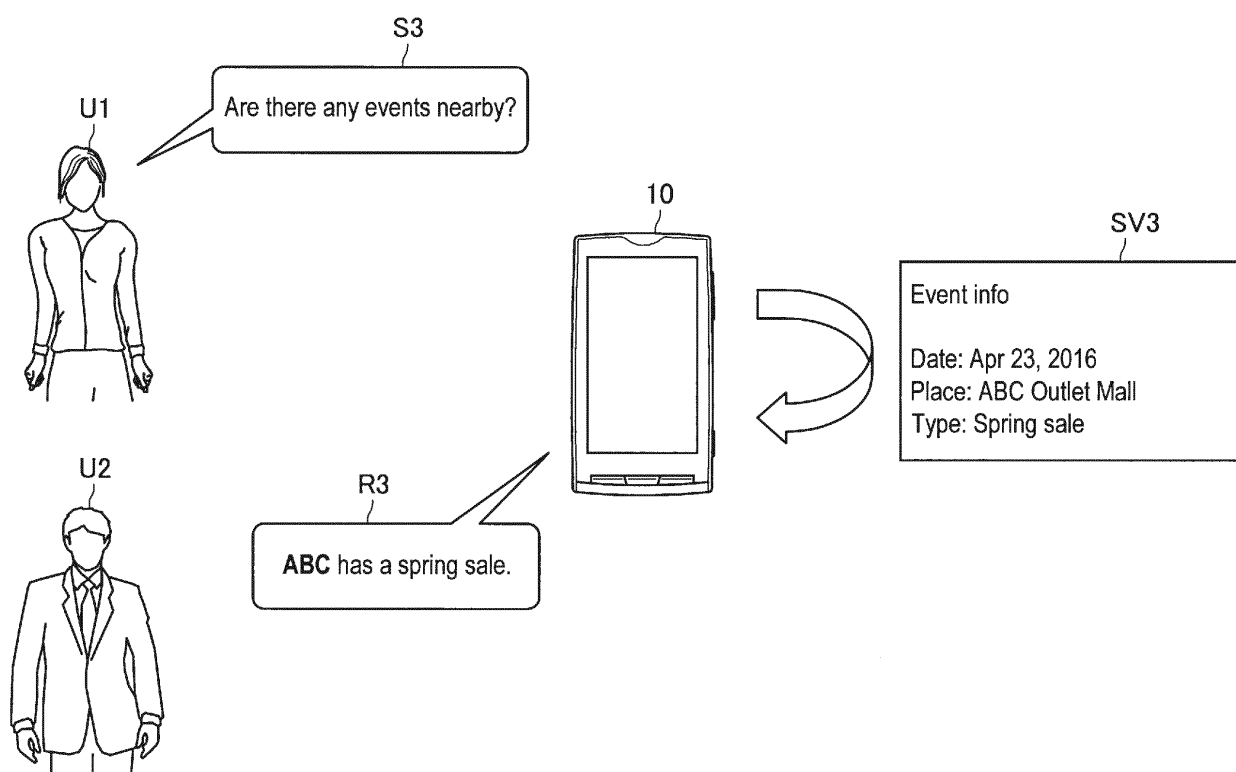 S3
Are there any events nearby?
U1
10
SV3
Event info
Date: Apr 23, 2016
Place: ABC Outlet Mall
Type: Spring sale
U2
R3
ABC has a spring sale.